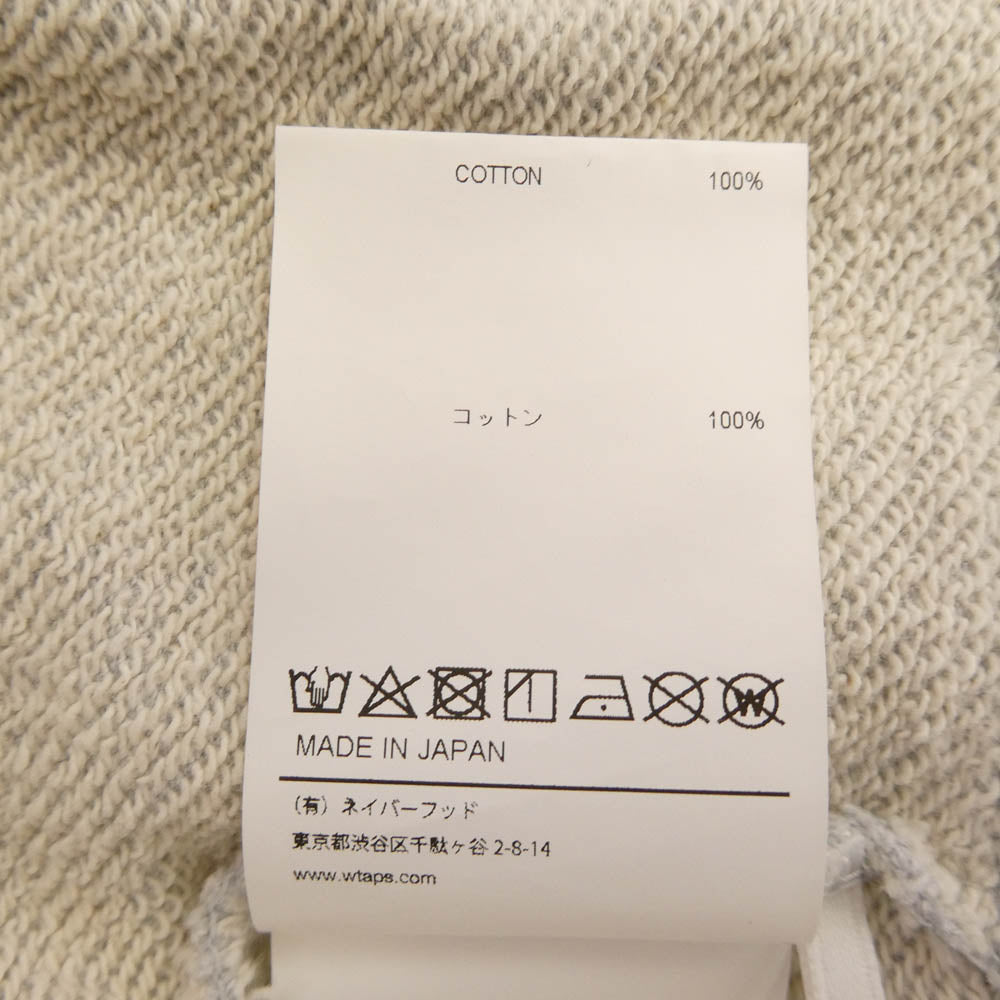 COTTON 100%
コットン 100%
W
MADE IN JAPAN
(有) ネイバーフッド
東京都渋谷区千駄ヶ谷 2-8-14
www.wtaps.com